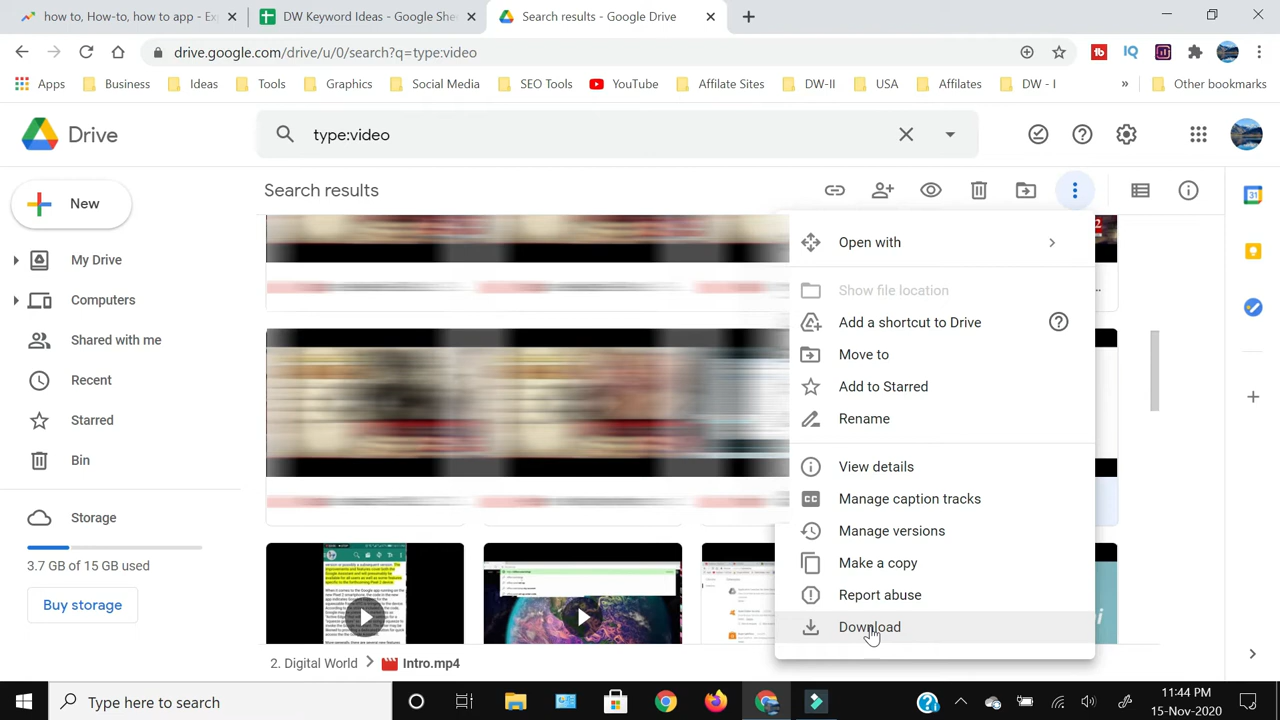 how to, How-to, how to app - Ex
DW Keyword Ideas - Google Shee
Search results - Google Drive
drive.google.com/drive/u/0/search?q=type:video
Apps
Business
Ideas
Tools
Graphics
Social Media
SEO Tools
YouTube
Affilate Sites
DW-II
USA
Affilates
DW - I
»
Other bookmarks
Drive
type:video
Search results
New
My Drive
Computers
Shared with me
Recent
Starred
Bin
Storage
3.7 GB of 15 GB used
Buy storage
Open with
Show file location
Add a shortcut to Drive
Move to
Add to Starred
Rename
View details
Manage caption tracks
Manage versions
Make a copy
Report abuse
Download
2. Digital World
Intro.mp4
Type here to search
11:44 PM
15-Nov-2020